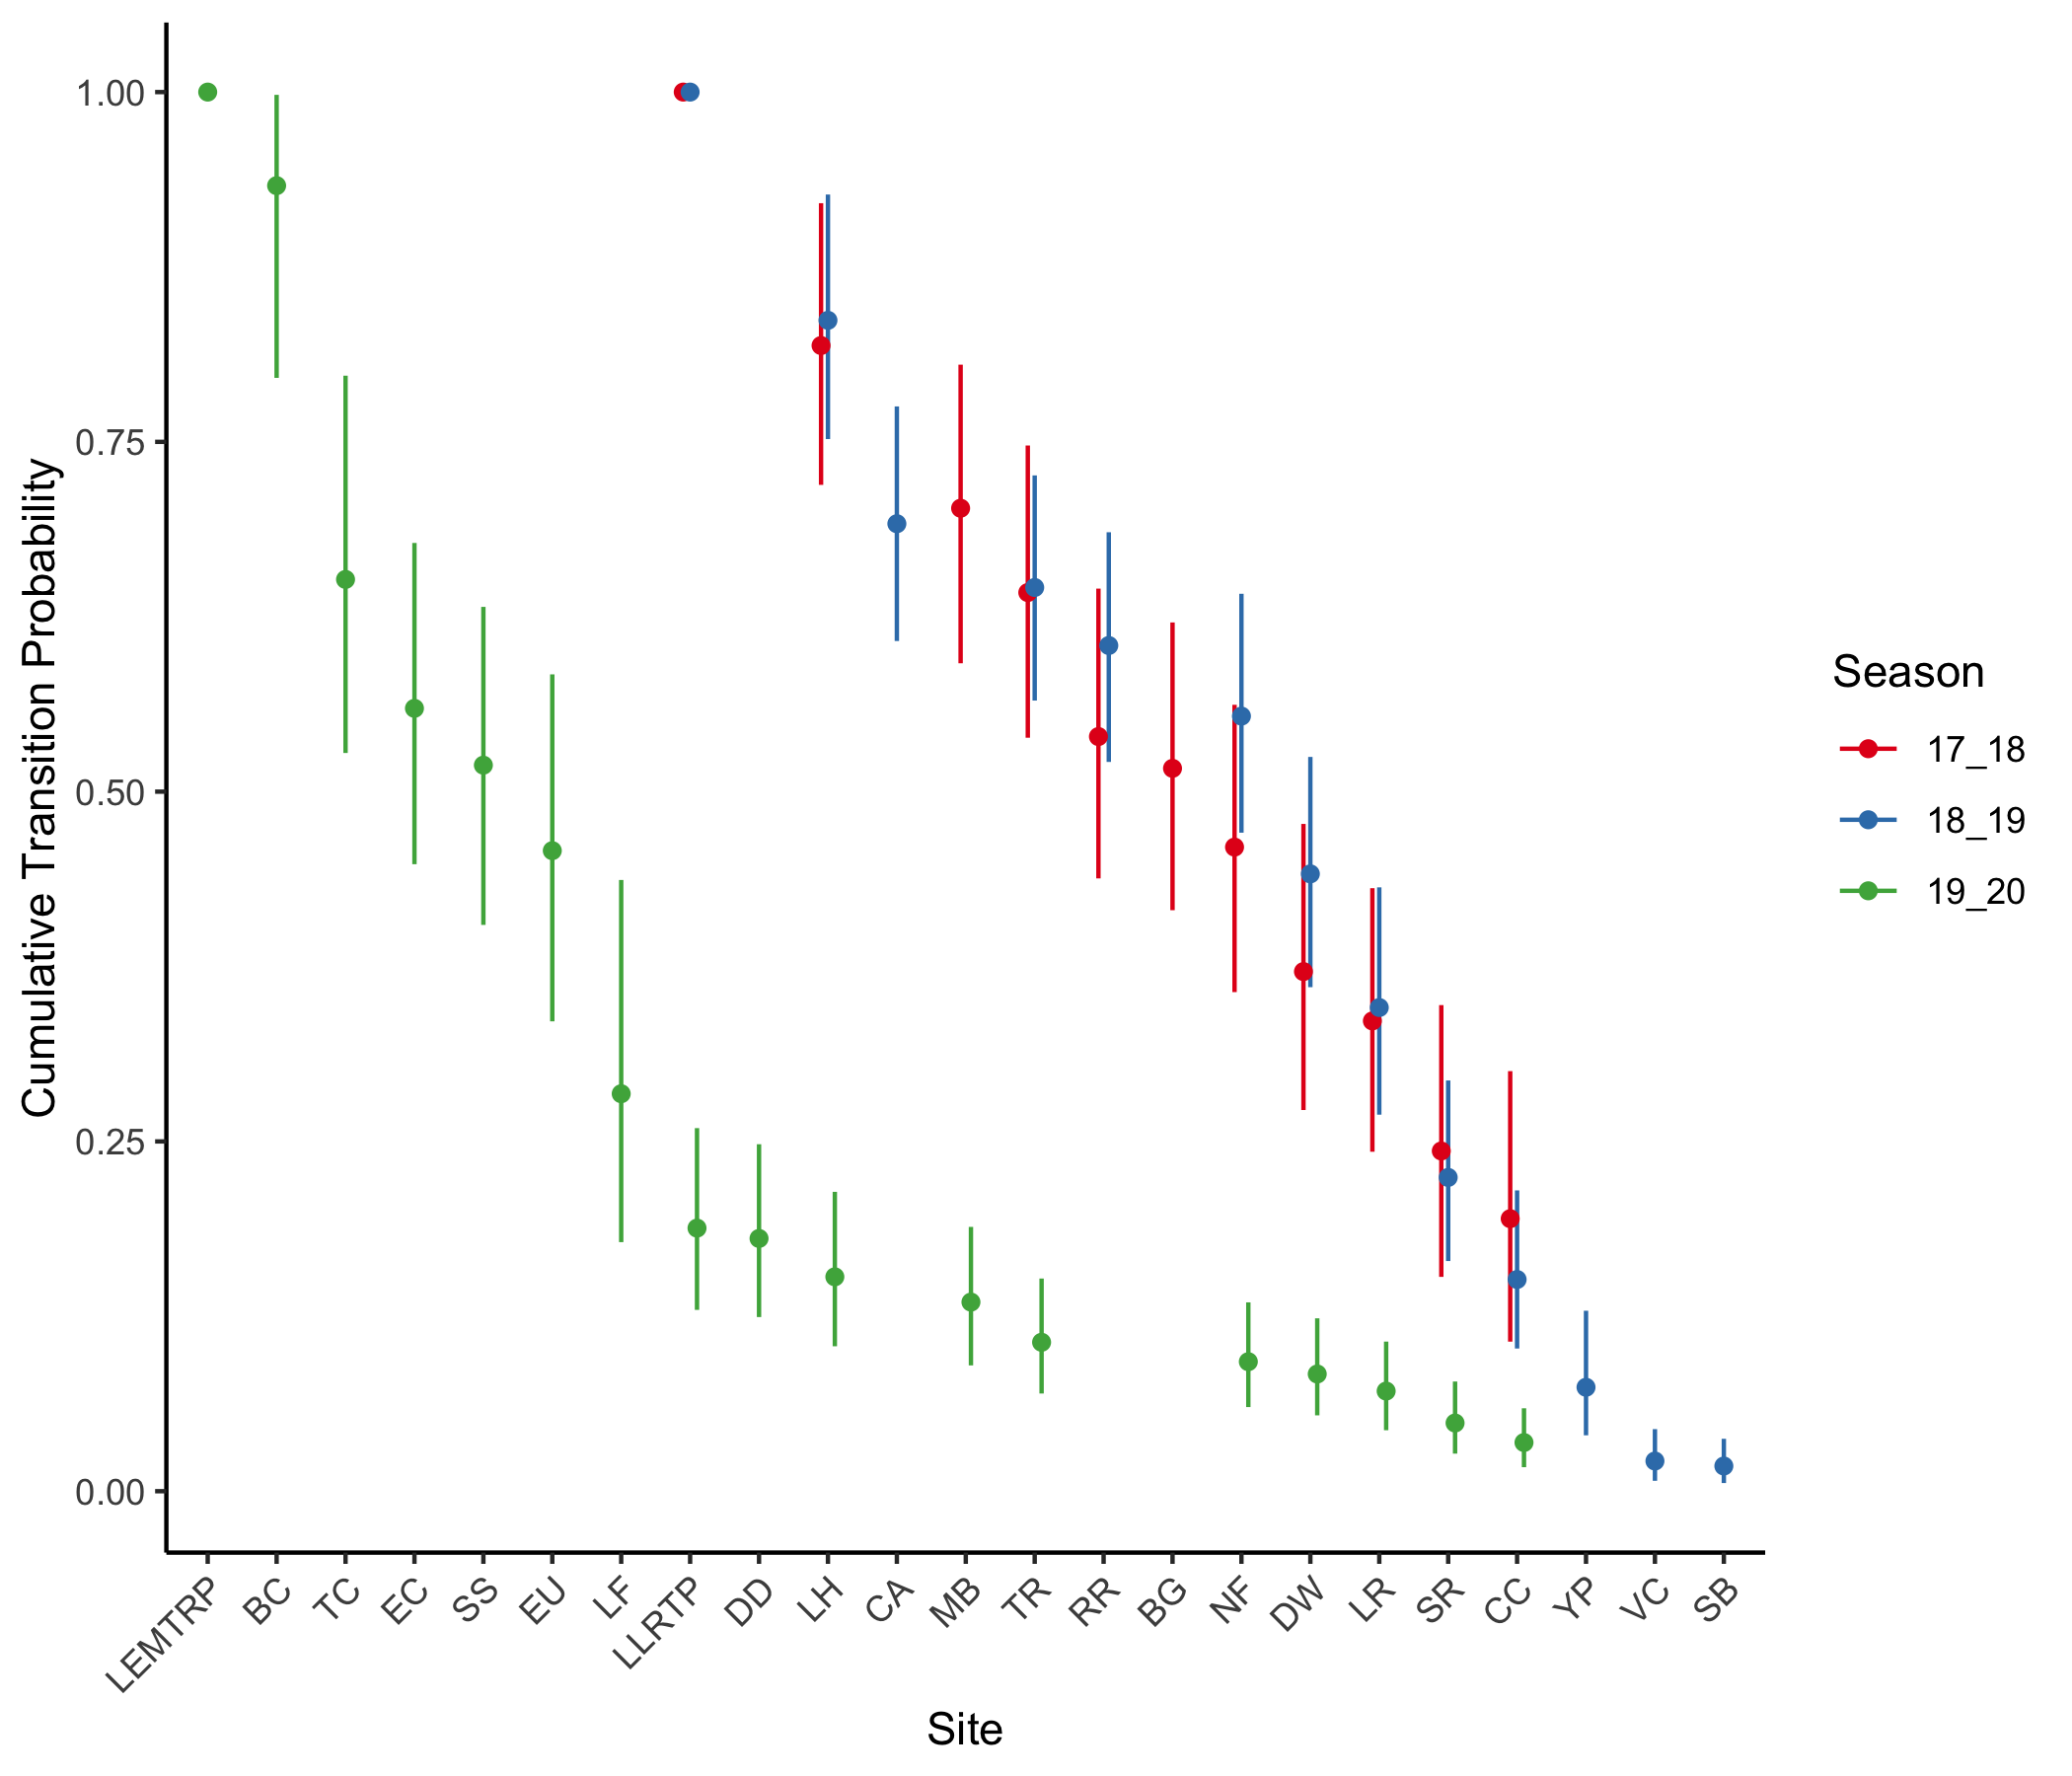 Cumulative Transition Probability
1.00
0.75
0.50
0.25
0.00
LEMTRP
BC
TC
EC
SS
EU
LF
LLRTP
DD
LH
CA
MB
TR
RR
BG
NF
DW
LR
SR
CC
YP
VC
SB
Site
Season
17_18
18_19
19_20